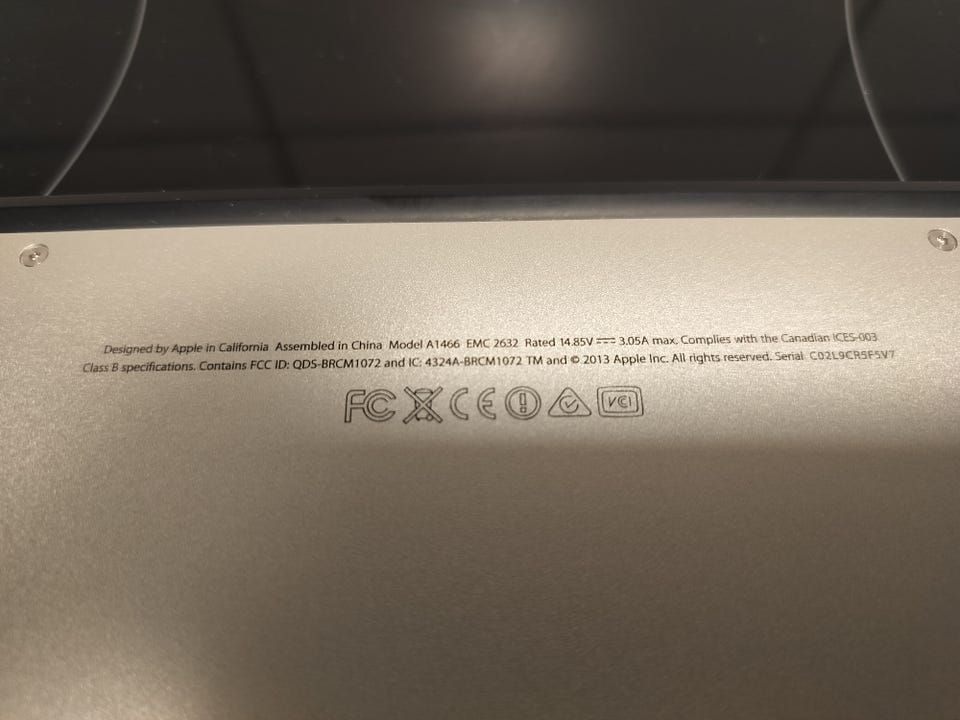 Designed by Apple in California Assembled in China Model A1466 EMC 2632 Rated 14.85V ⎓ 3.05A max. Complies with the Canadian ICES-003
Class B specifications. Contains FCC ID: QDS-BRCM1072 and IC: 4324A-BRCM1072 TM and © 2013 Apple Inc. All rights reserved. Serial C02L9CR5F5V7
FC CE VCI